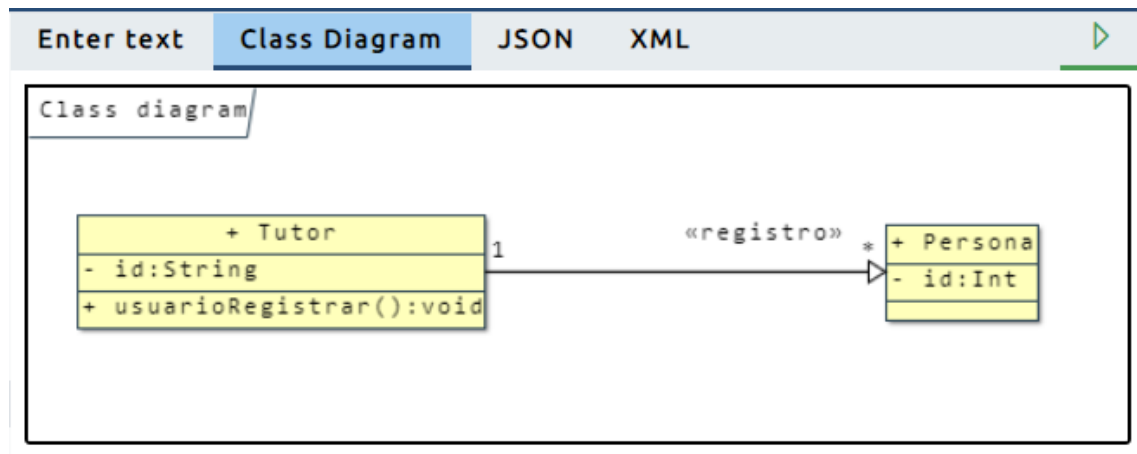 Enter text Class Diagram JSON XML
Class diagram
+ Tutor
- id:String
+ usuarioRegistrar():void
1 «registro» *
+ Persona
- id:Int